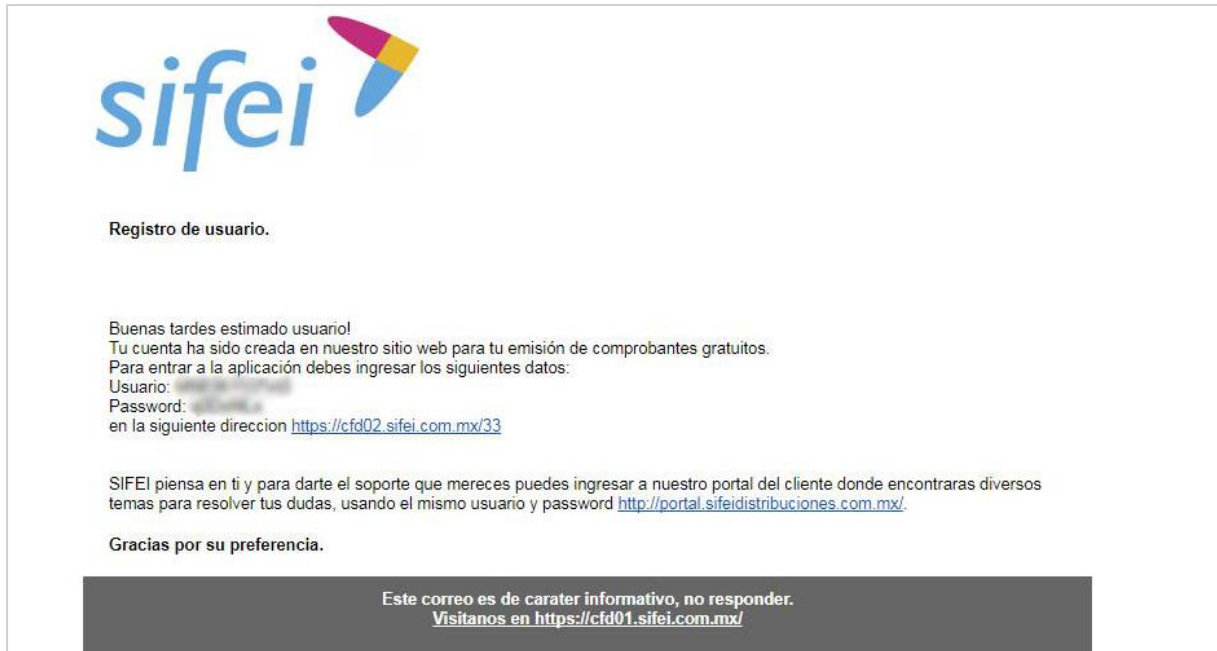 sifei
Registro de usuario.
Buenas tardes estimado usuario!
Tu cuenta ha sido creada en nuestro sitio web para tu emisión de comprobantes gratuitos.
Para entrar a la aplicación debes ingresar los siguientes datos:
Usuario:
Password:
en la siguiente direccion https://cfd02.sifei.com.mx/33
SIFEI piensa en ti y para darte el soporte que mereces puedes ingresar a nuestro portal del cliente donde encontraras diversos
temas para resolver tus dudas, usando el mismo usuario y password http://portal.sifeidistribuciones.com.mx/.
Gracias por su preferencia.
Este correo es de carater informativo, no responder.
Visitanos en https://cfd01.sifei.com.mx/